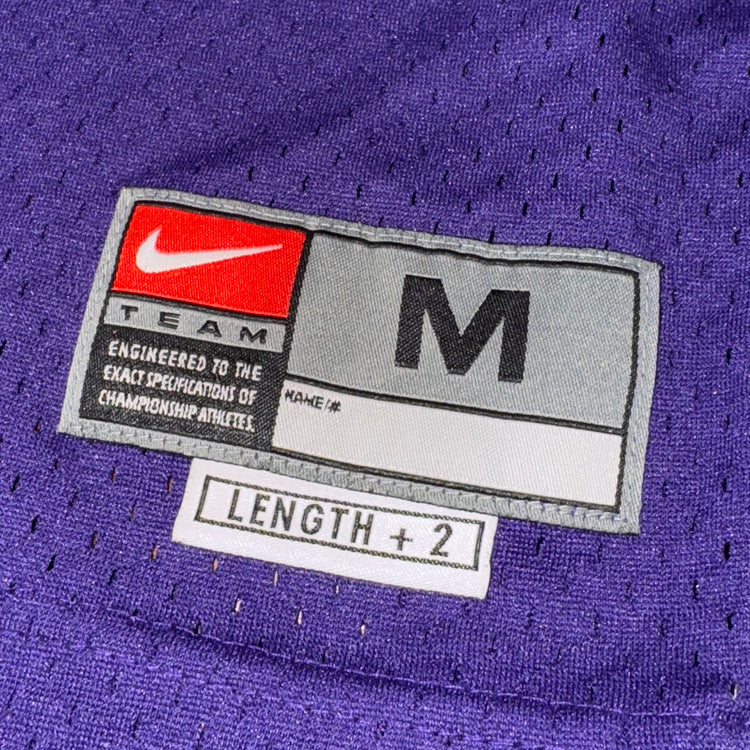 TEAM
ENGINEERED TO THE
EXACT SPECIFICATIONS OF
CHAMPIONSHIP ATHLETES.
M
NAME/#
LENGTH + 2